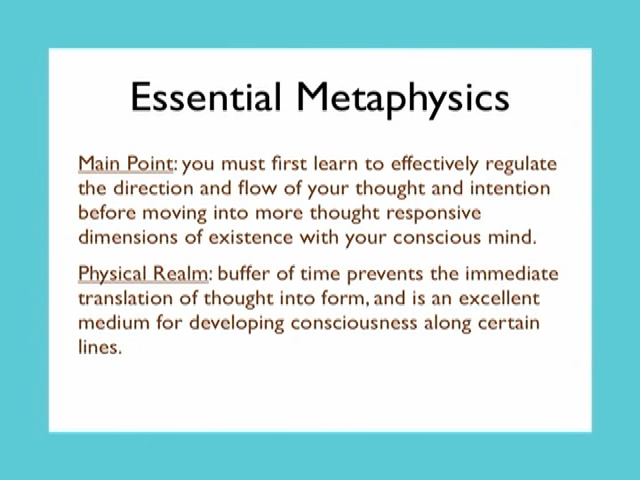 Essential Metaphysics
Main Point: you must first learn to effectively regulate
the direction and flow of your thought and intention
before moving into more thought responsive
dimensions of existence with your conscious mind.
Physical Realm: buffer of time prevents the immediate
translation of thought into form, and is an excellent
medium for developing consciousness along certain
lines.